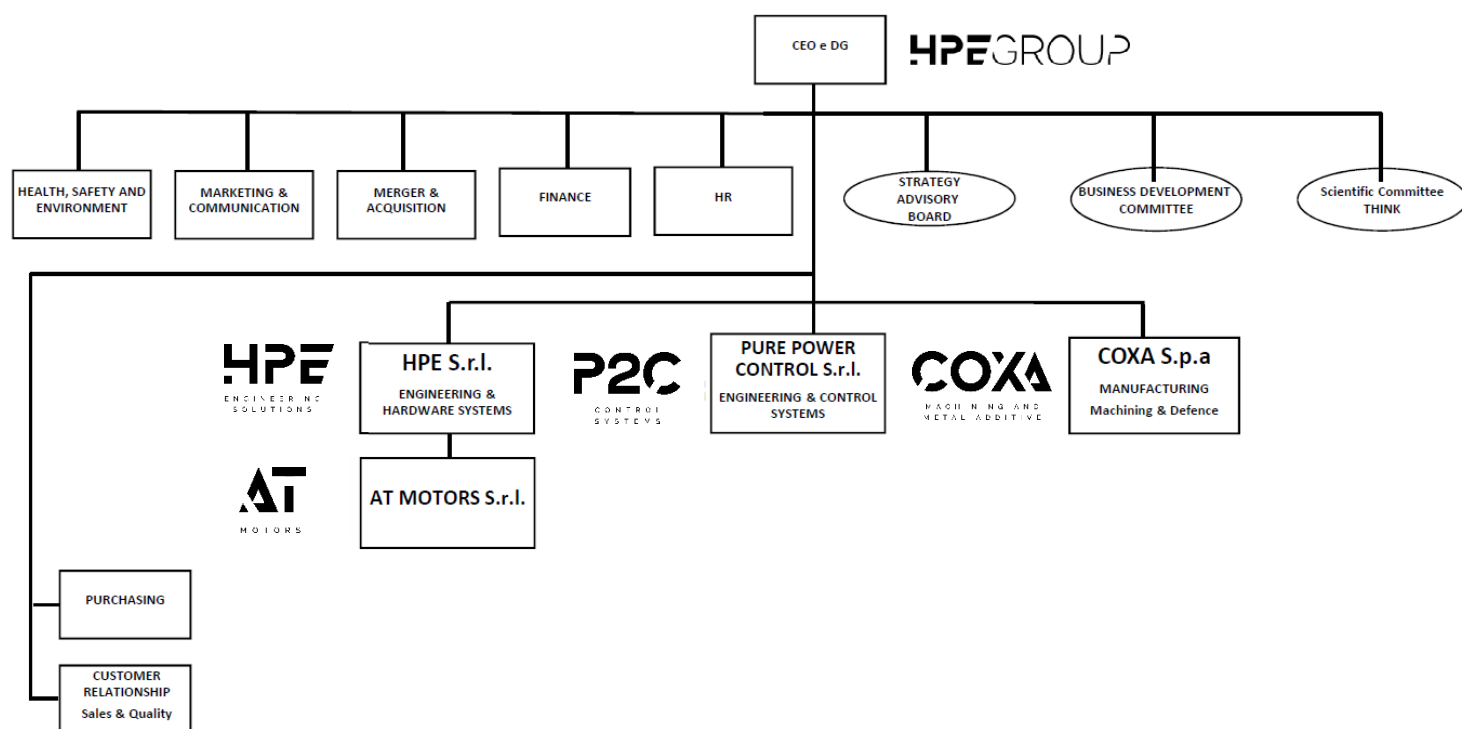 CEO e DG
HPEGROUP
HEALTH, SAFETY AND
ENVIRONMENT
MARKETING &
COMMUNICATION
MERGER &
ACQUISITION
FINANCE
HR
STRATEGY
ADVISORY
BOARD
BUSINESS DEVELOPMENT
COMMITTEE
Scientific Committee
THINK
HPE
ENGINEERING
SOLUTIONS
HPE S.r.l.
ENGINEERING &
HARDWARE SYSTEMS
P2C
CONTROL
SYSTEMS
PURE POWER
CONTROL S.r.l.
ENGINEERING & CONTROL
SYSTEMS
COXA
MACHINING AND
METAL ADDITIVE
COXA S.p.a
MANUFACTURING
Machining & Defence
AT
MOTORS
AT MOTORS S.r.l.
PURCHASING
CUSTOMER
RELATIONSHIP
Sales & Quality